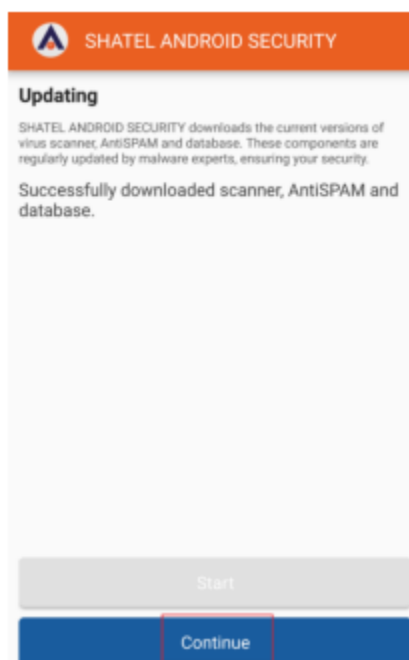 SHATEL ANDROID SECURITY
Updating
SHATEL ANDROID SECURITY downloads the current versions of
virus scanner, AntiSPAM and database. These components are
regularly updated by malware experts, ensuring your security.
Successfully downloaded scanner, AntiSPAM and
database.
Start
Continue